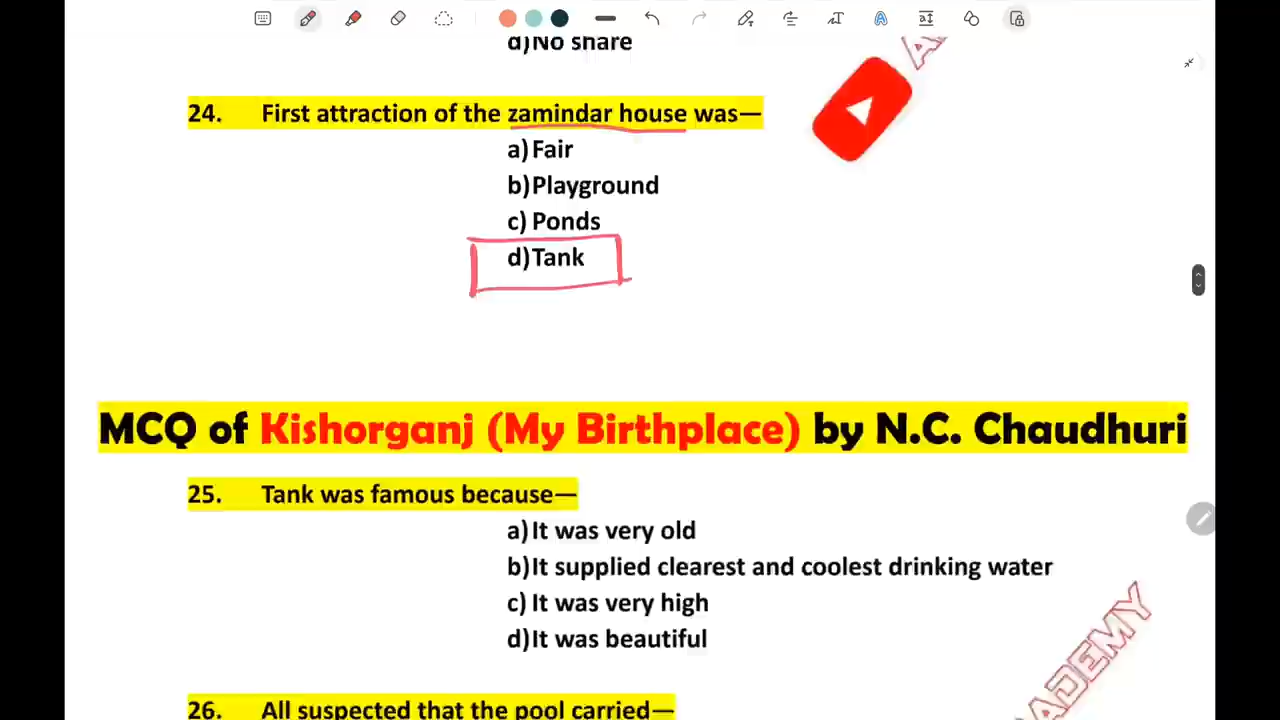 d)No share
24. First attraction of the zamindar house was—
a)Fair
b)Playground
c) Ponds
d)Tank
MCQ of Kishorganj (My Birthplace) by N.C. Chaudhuri
25. Tank was famous because—
a)It was very old
b)It supplied clearest and coolest drinking water
c) It was very high
d)It was beautiful
ADEMY
26. All suspected that the pool carried—